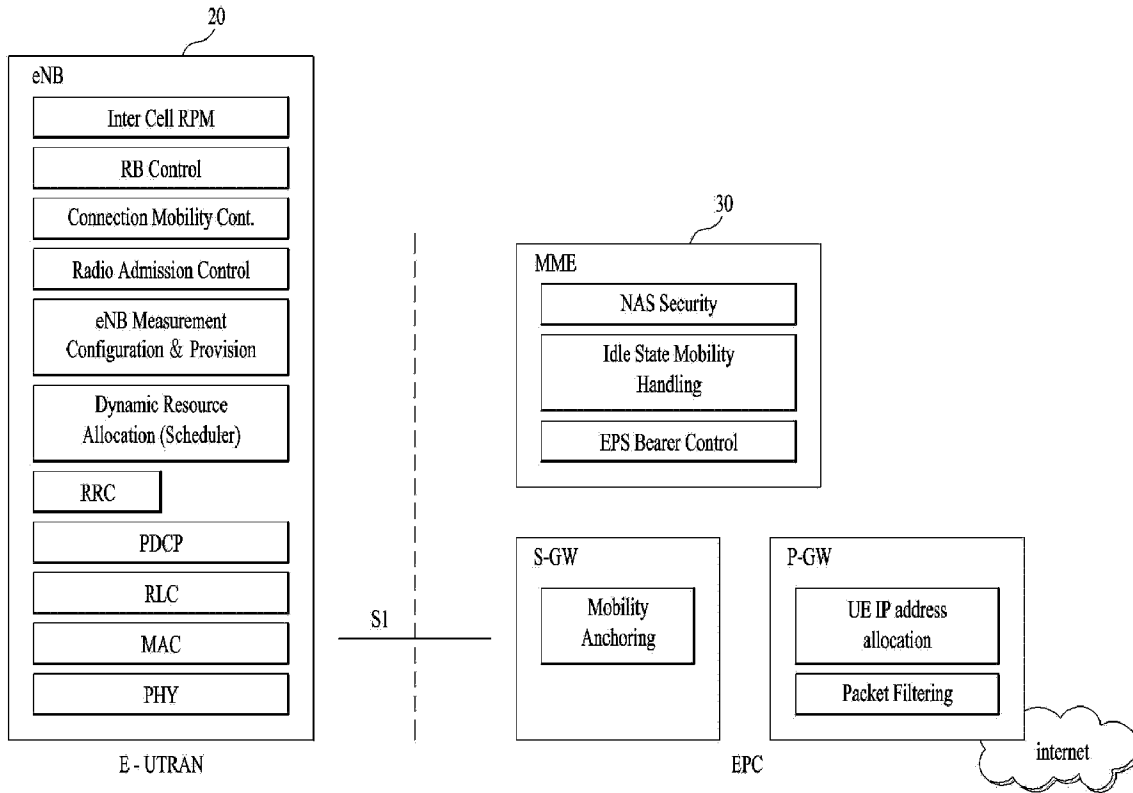 20
eNB
Inter Cell RPM
RB Control
Connection Mobility Cont.
Radio Admission Control
eNB Measurement
Configuration & Provision
Dynamic Resource
Allocation (Scheduler)
RRC
PDCP
RLC
MAC
PHY
E - UTRAN
S1
30
MME
NAS Security
Idle State Mobility
Handling
EPS Bearer Control
S-GW
Mobility
Anchoring
P-GW
UE IP address
allocation
Packet Filtering
internet
EPC